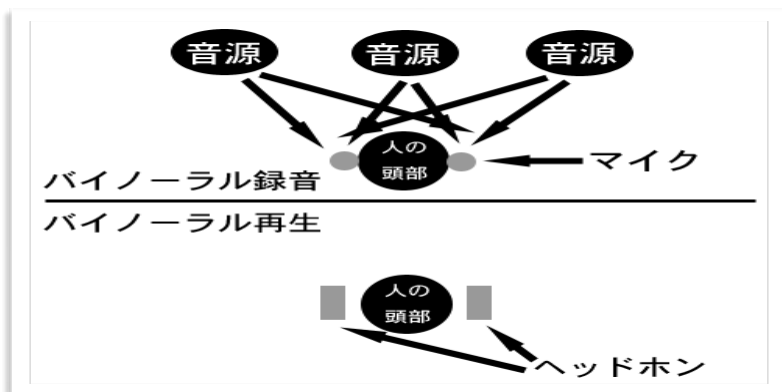 音源 音源 音源
人の
頭部
マイク
バイノーラル録音
バイノーラル再生
人の
頭部
ヘッドホン